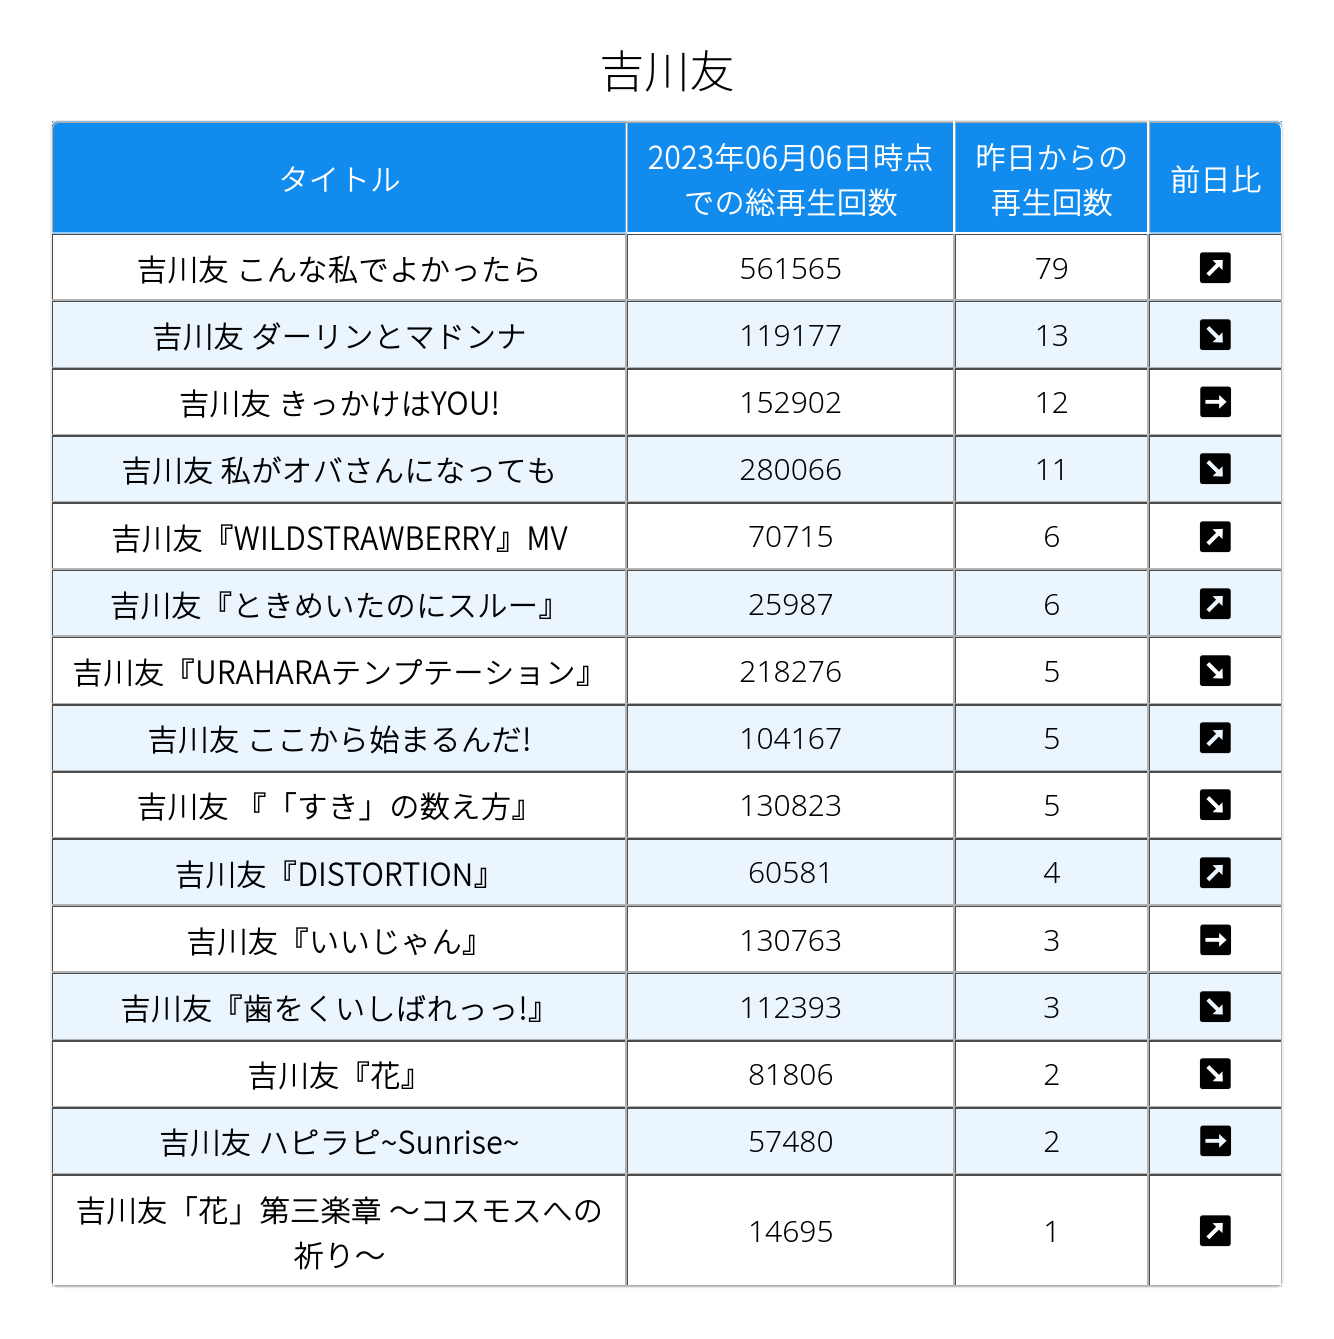 吉川友
タイトル
2023年06月06日時点
での総再生回数
昨日からの
再生回数
前日比
吉川友 こんな私でよかったら 561565 79
吉川友 ダーリンとマドンナ 119177 13
吉川友 きっかけはYOU! 152902 12
吉川友 私がオバさんになっても 280066 11
吉川友『WILDSTRAWBERRY』MV 70715 6
吉川友『ときめいたのにスルー』 25987 6
吉川友『URAHARAテンプテーション』 218276 5
吉川友 ここから始まるんだ! 104167 5
吉川友 『「すき」の数え方』 130823 5
吉川友『DISTORTION』 60581 4
吉川友『いいじゃん』 130763 3
吉川友『歯をくいしばれっっ!』 112393 3
吉川友『花』 81806 2
吉川友 ハピラピ~Sunrise~ 57480 2
吉川友「花」第三楽章 〜コスモスへの
祈り〜 14695 1